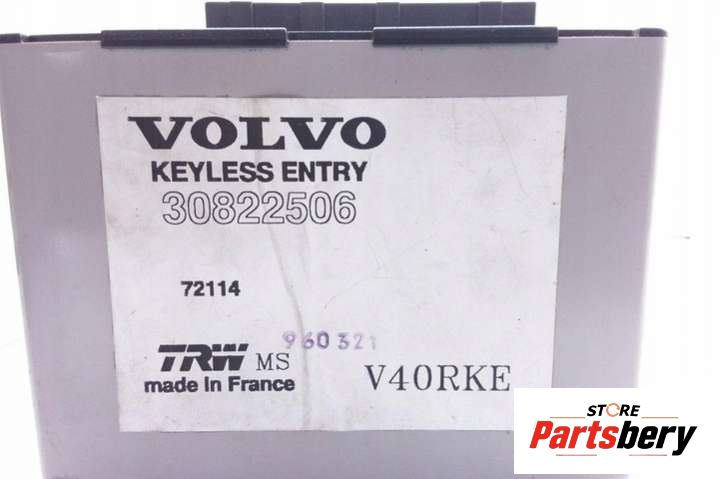 VOLVO
KEYLESS ENTRY
30822506
72114
960321
TRW MS
made In France
V40RKE
STORE
Partsbery